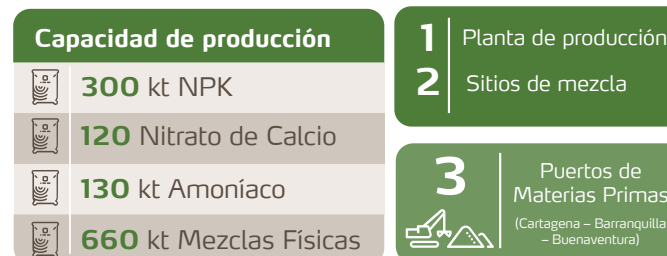 Capacidad de producción
300 kt NPK
120 Nitrato de Calcio
130 kt Amoníaco
660 kt Mezclas Físicas
1 Planta de producción
2 Sitios de mezcla
3 Puertos de
Materias Primas
(Cartagena – Barranquilla
– Buenaventura)